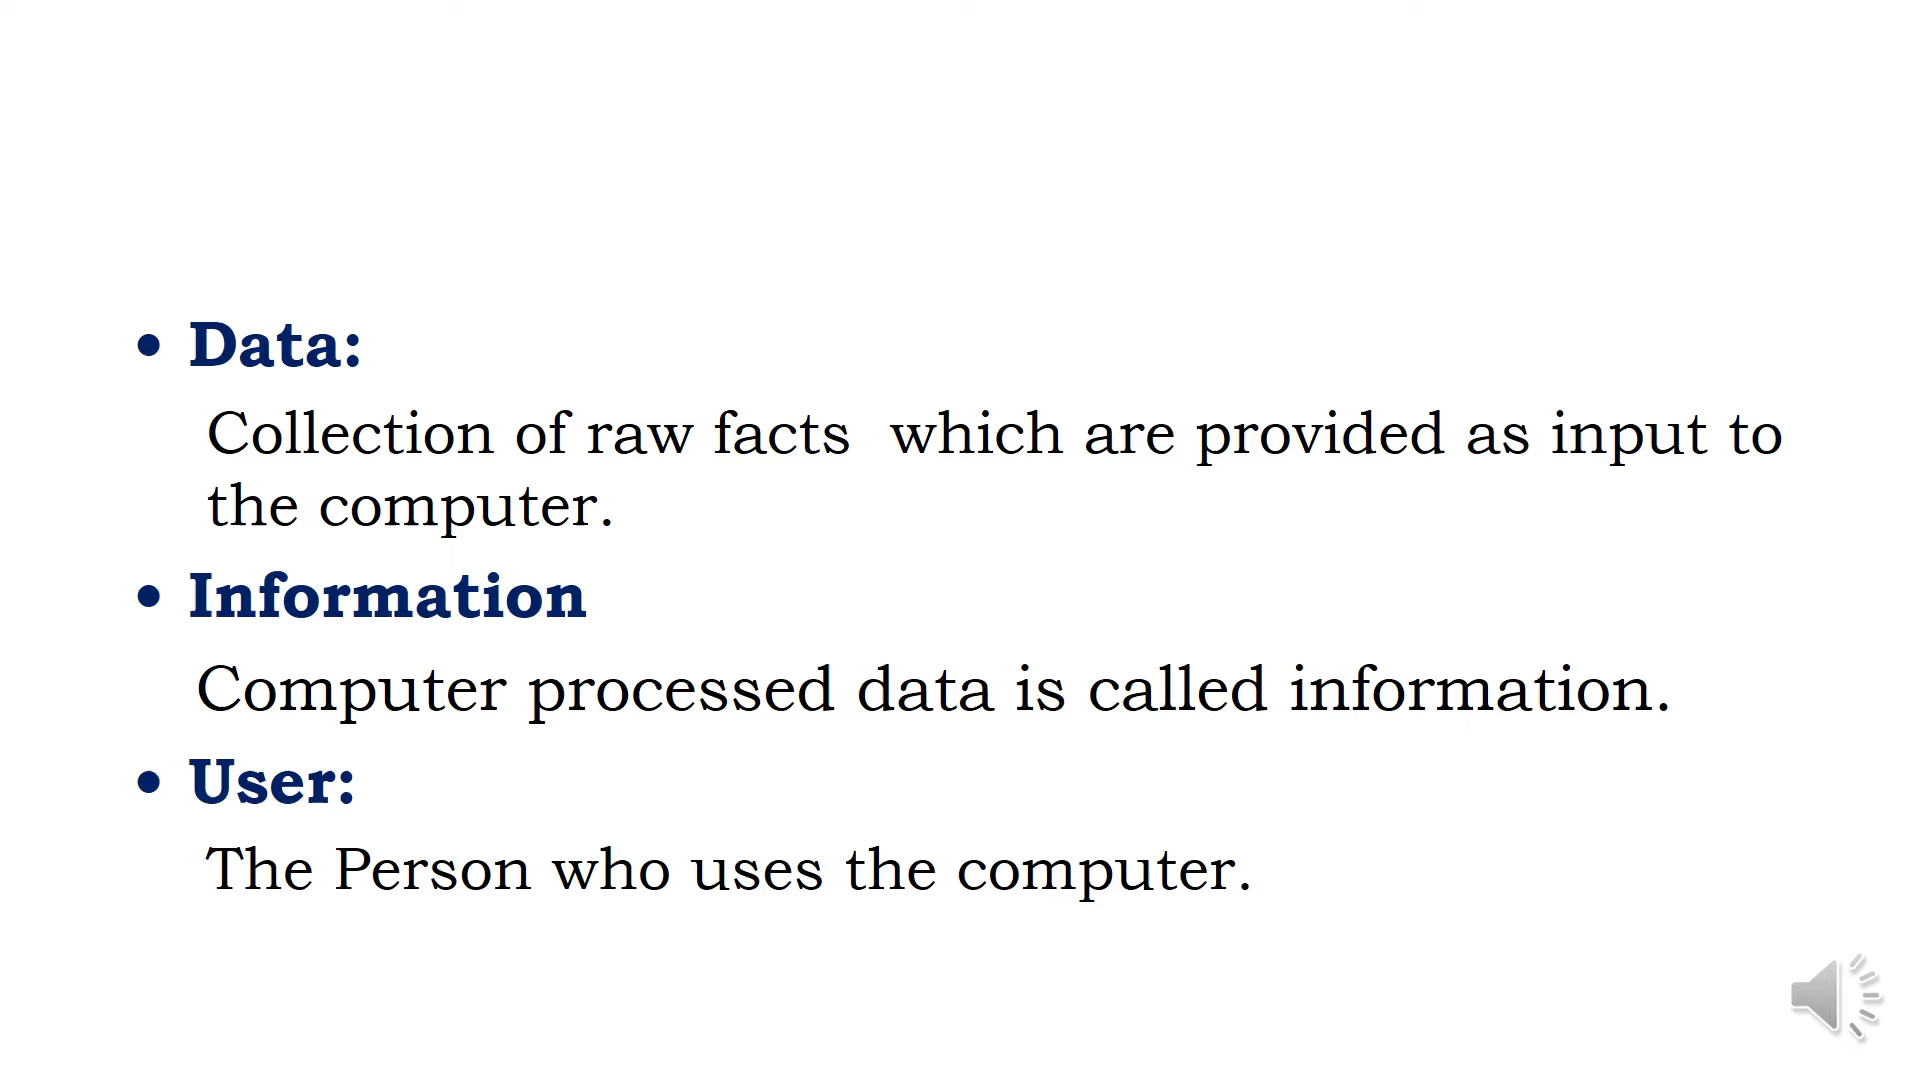 • Data:
Collection of raw facts  which are provided as input to
the computer.
• Information
Computer processed data is called information.
• User:
The Person who uses the computer.